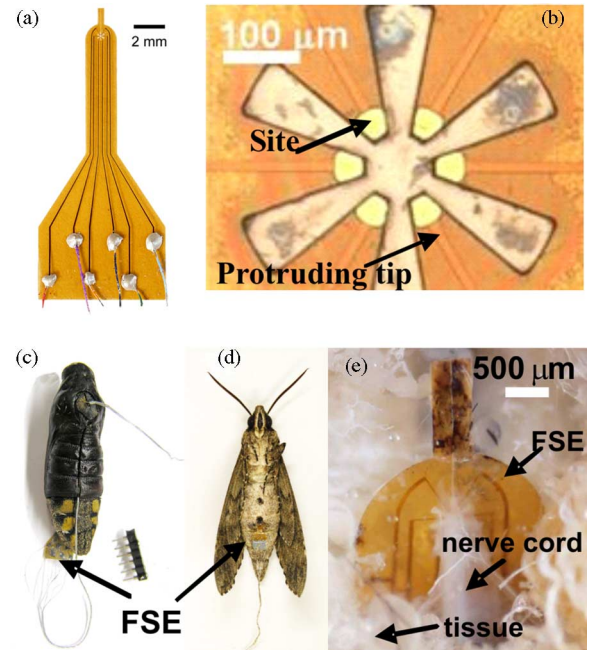 (a)
2 mm
(b)
100 μm
Site
Protruding tip
(c)
(d)
FSE
(e)
500 μm
FSE
nerve cord
tissue